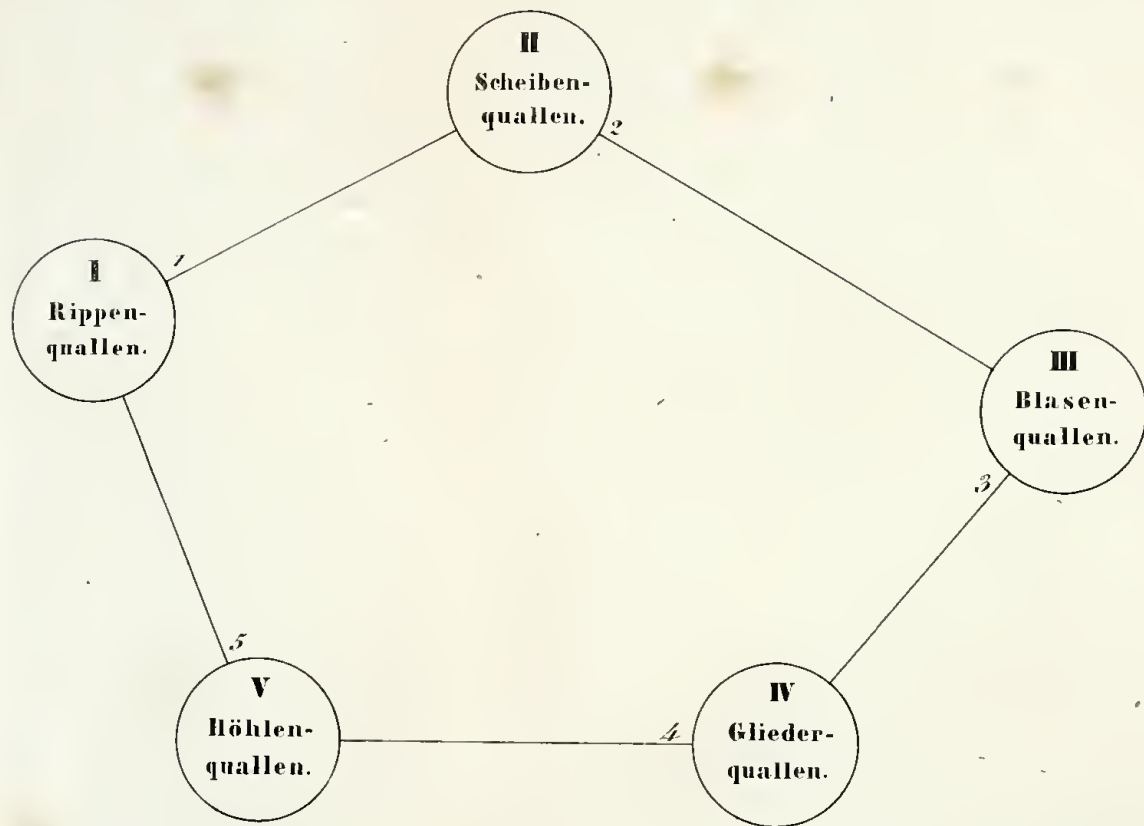 II
Scheiben-
quallen.
2
1
I
Rippen-
quallen.
III
Blasen-
quallen.
3
5
V
Höhlen-
quallen.
4
IV
Glieder-
quallen.